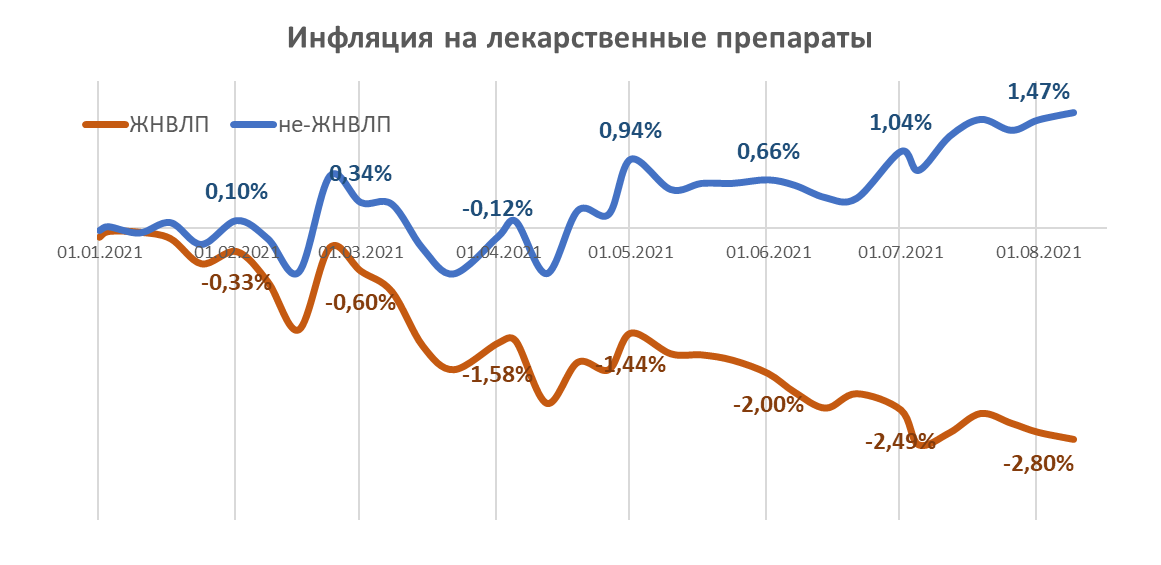 Инфляция на лекарственные препараты
ЖНВЛП не-ЖНВЛП
0,10% 0,34% -0,12% 0,94% 0,66% 1,04% 1,47%
01.01.2021 01.02.2021 01.03.2021 01.04.2021 01.05.2021 01.06.2021 01.07.2021 01.08.2021
-0,33% -0,60% -1,58% -1,44% -2,00% -2,49% -2,80%